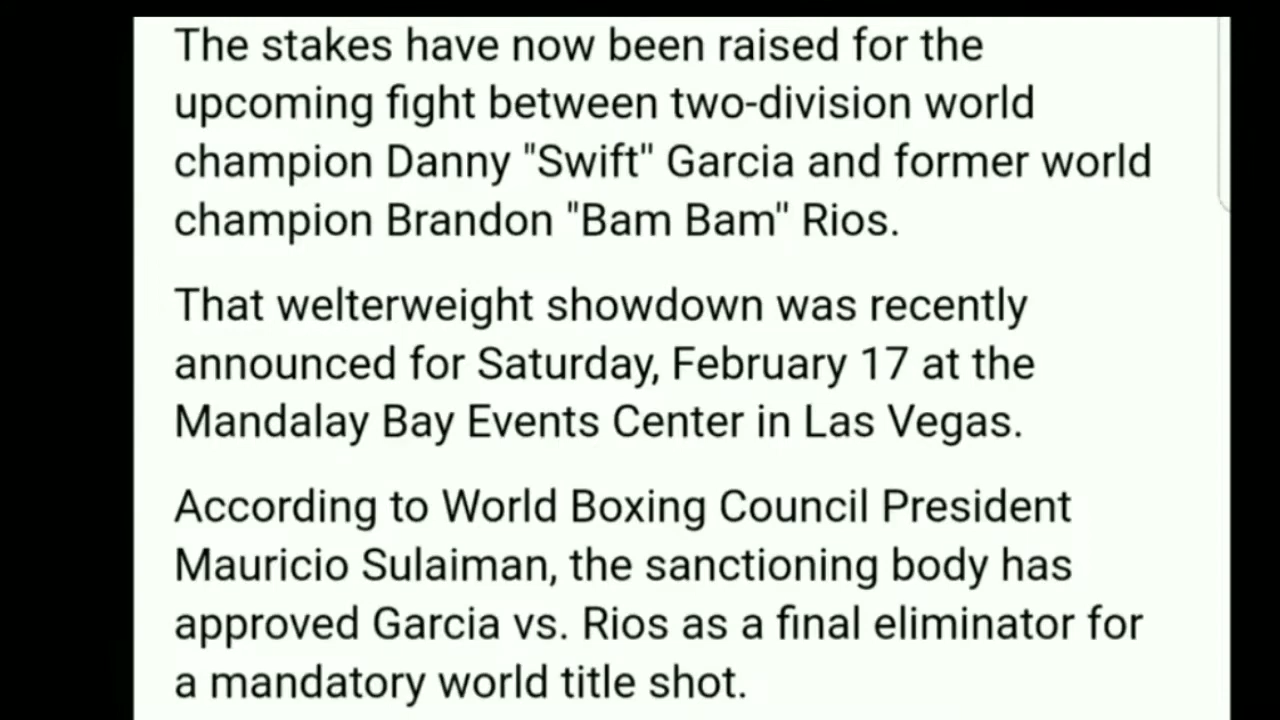 The stakes have now been raised for the
upcoming fight between two-division world
champion Danny "Swift" Garcia and former world
champion Brandon "Bam Bam" Rios.
That welterweight showdown was recently
announced for Saturday, February 17 at the
Mandalay Bay Events Center in Las Vegas.
According to World Boxing Council President
Mauricio Sulaiman, the sanctioning body has
approved Garcia vs. Rios as a final eliminator for
a mandatory world title shot.